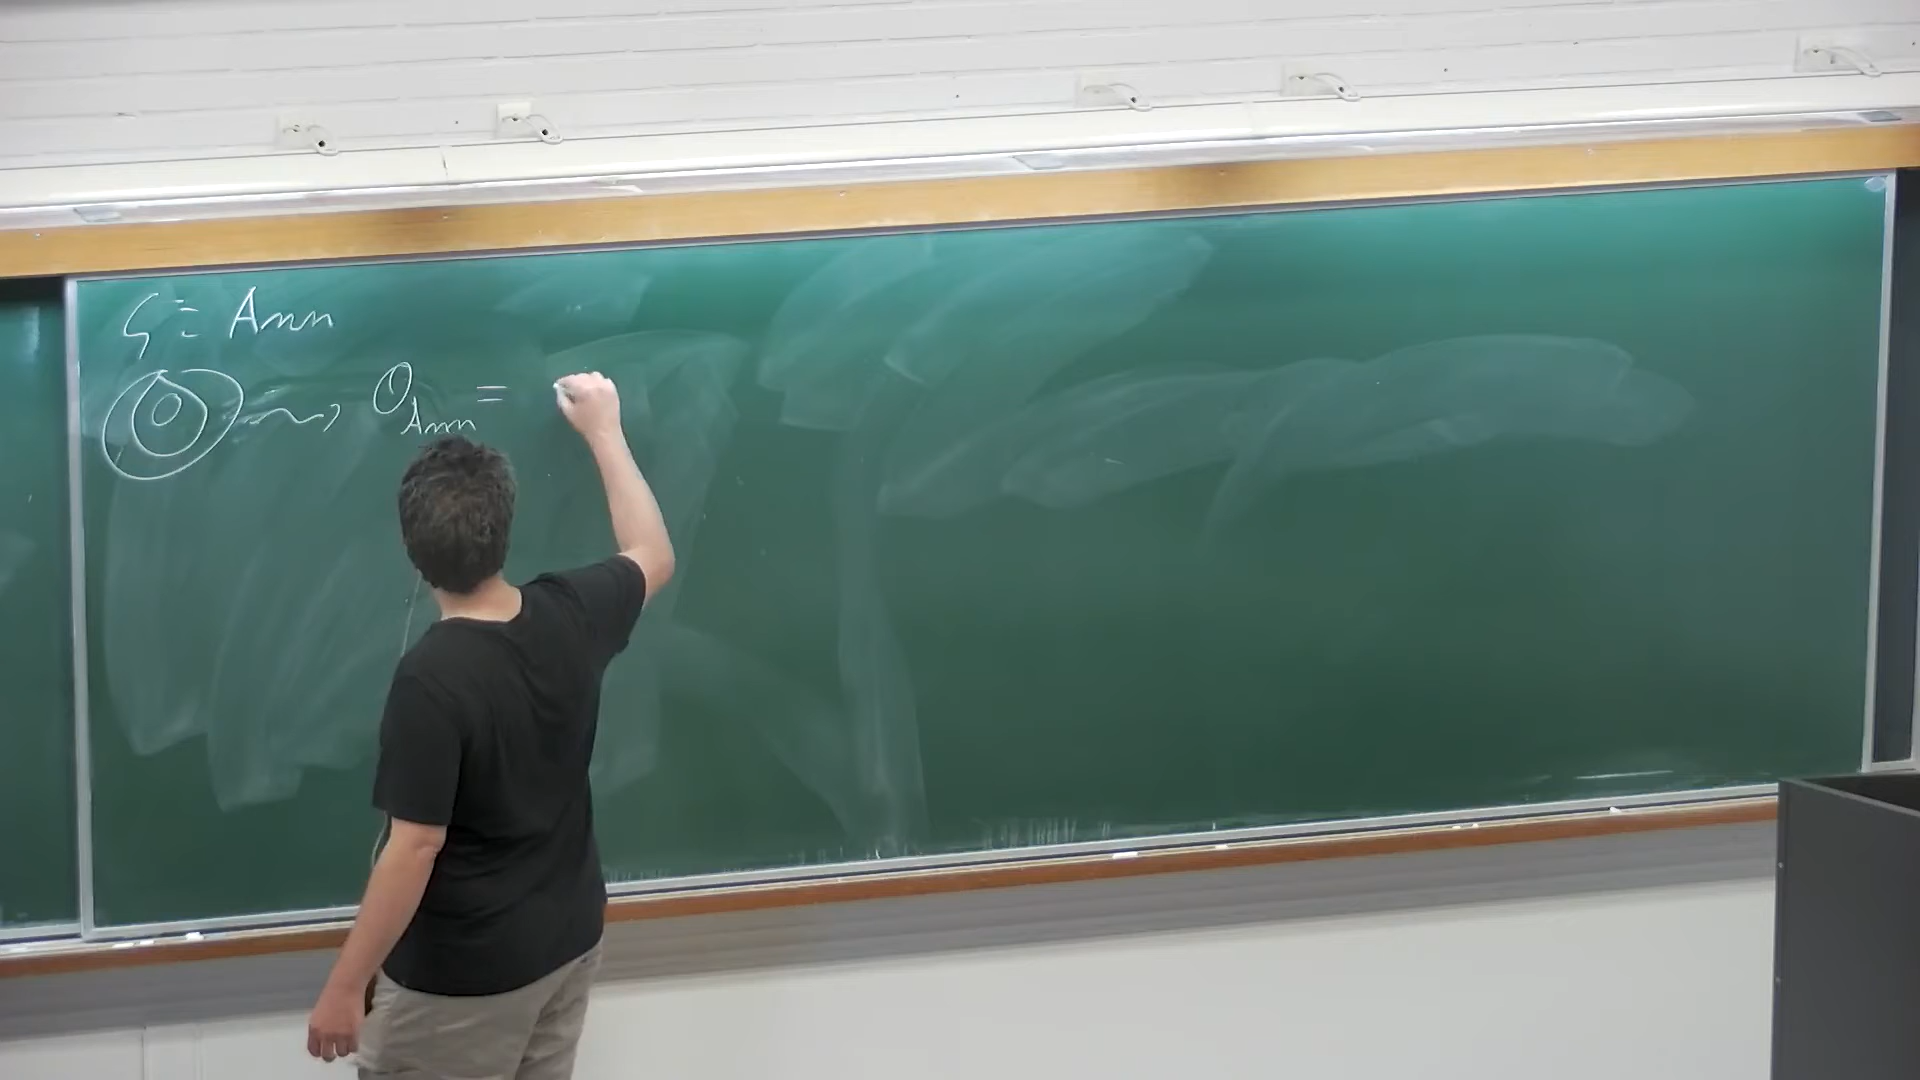 S = Ann
⇝ O_Ann =